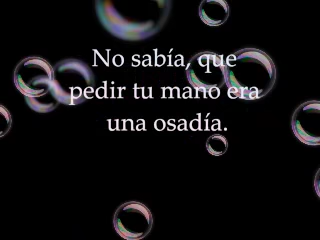 No sabía, que
pedir tu mano era
una osadía.